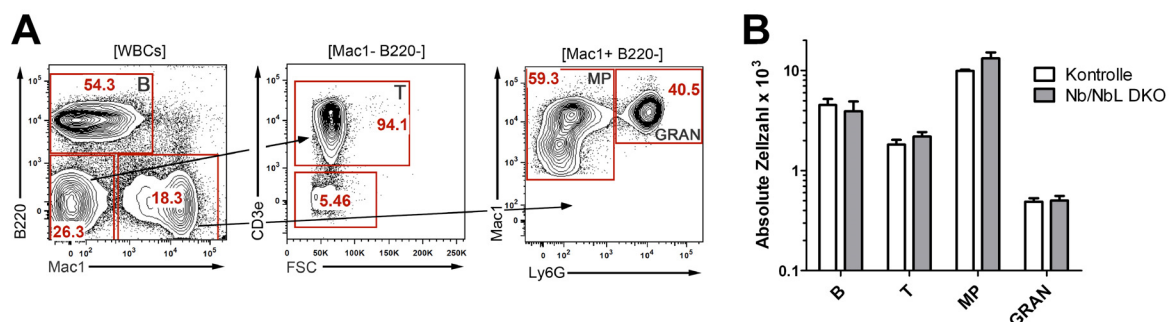 A
[WBCs]
B220
10⁵
10⁴
10³
0
54.3
B
26.3
18.3
0
10²
10³
10⁴
10⁵
Mac1
[Mac1- B220-]
CD3e
10⁵
10⁴
10³
0
T
94.1
5.46
0
50K
100K
150K
200K
250K
FSC
[Mac1+ B220-]
Mac1
10⁵
10⁴
10³
10²
0
59.3
MP
40.5
GRAN
0
10²
10³
10⁴
10⁵
Ly6G
B
Absolute Zellzahl x 10³
10
1
0.1
B
T
MP
GRAN
Kontrolle
Nb/NbL DKO